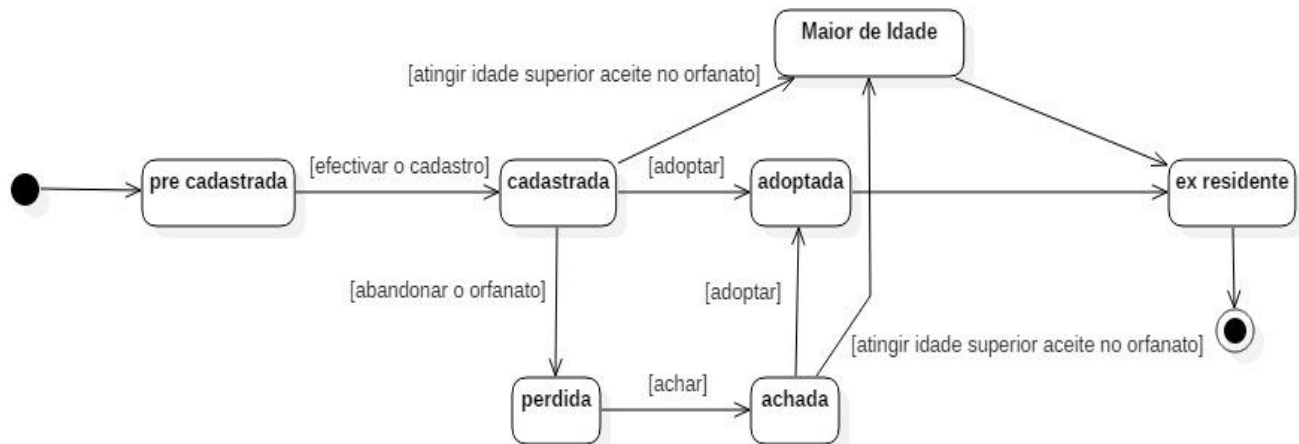 Maior de Idade
[atingir idade superior aceite no orfanato]
pre cadastrada
[efectivar o cadastro]
cadastrada
[adoptar]
adoptada
ex residente
[abandonar o orfanato]
[adoptar]
[atingir idade superior aceite no orfanato]
perdida
[achar]
achada